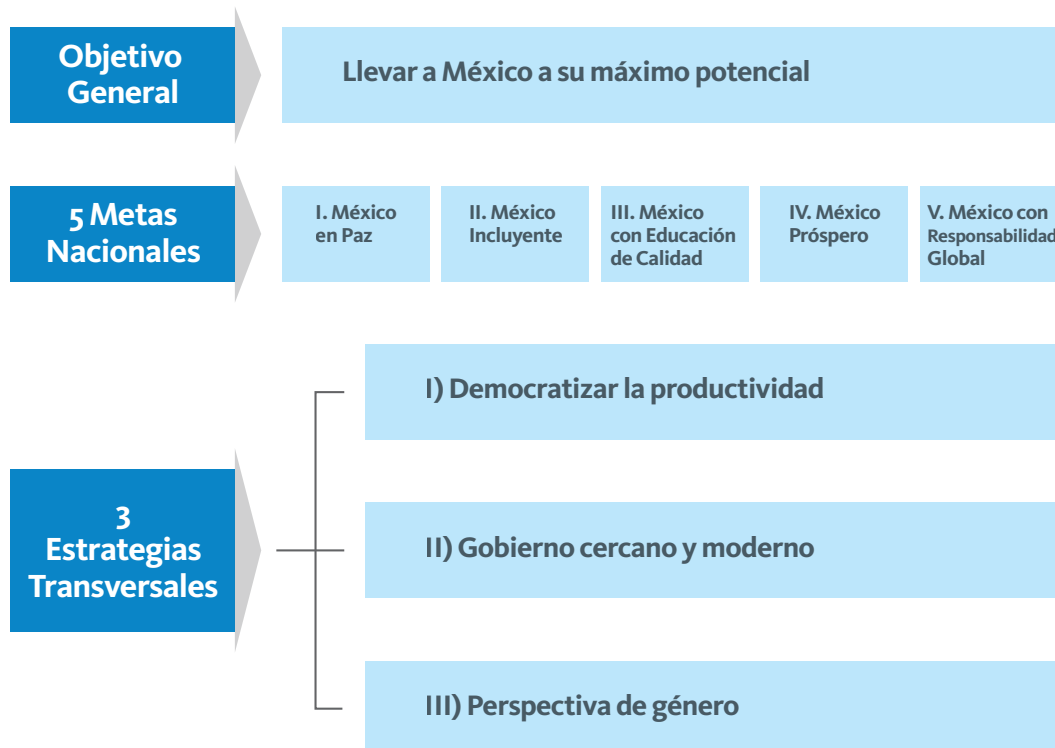 Objetivo
General
Llevar a México a su máximo potencial
5 Metas
Nacionales
I. México
en Paz
II. México
Incluyente
III. México
con Educación
de Calidad
IV. México
Próspero
V. México con
Responsabilidad
Global
3
Estrategias
Transversales
I) Democratizar la productividad
II) Gobierno cercano y moderno
III) Perspectiva de género